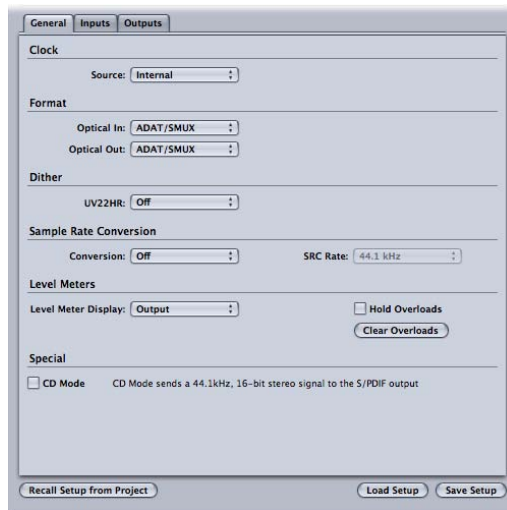 General Inputs Outputs
Clock
Source: Internal
Format
Optical In: ADAT/SMUX
Optical Out: ADAT/SMUX
Dither
UV22HR: Off
Sample Rate Conversion
Conversion: Off SRC Rate: 44.1 kHz
Level Meters
Level Meter Display: Output Hold Overloads
Clear Overloads
Special
CD Mode CD Mode sends a 44.1kHz, 16-bit stereo signal to the S/PDIF output
Recall Setup from Project Load Setup Save Setup